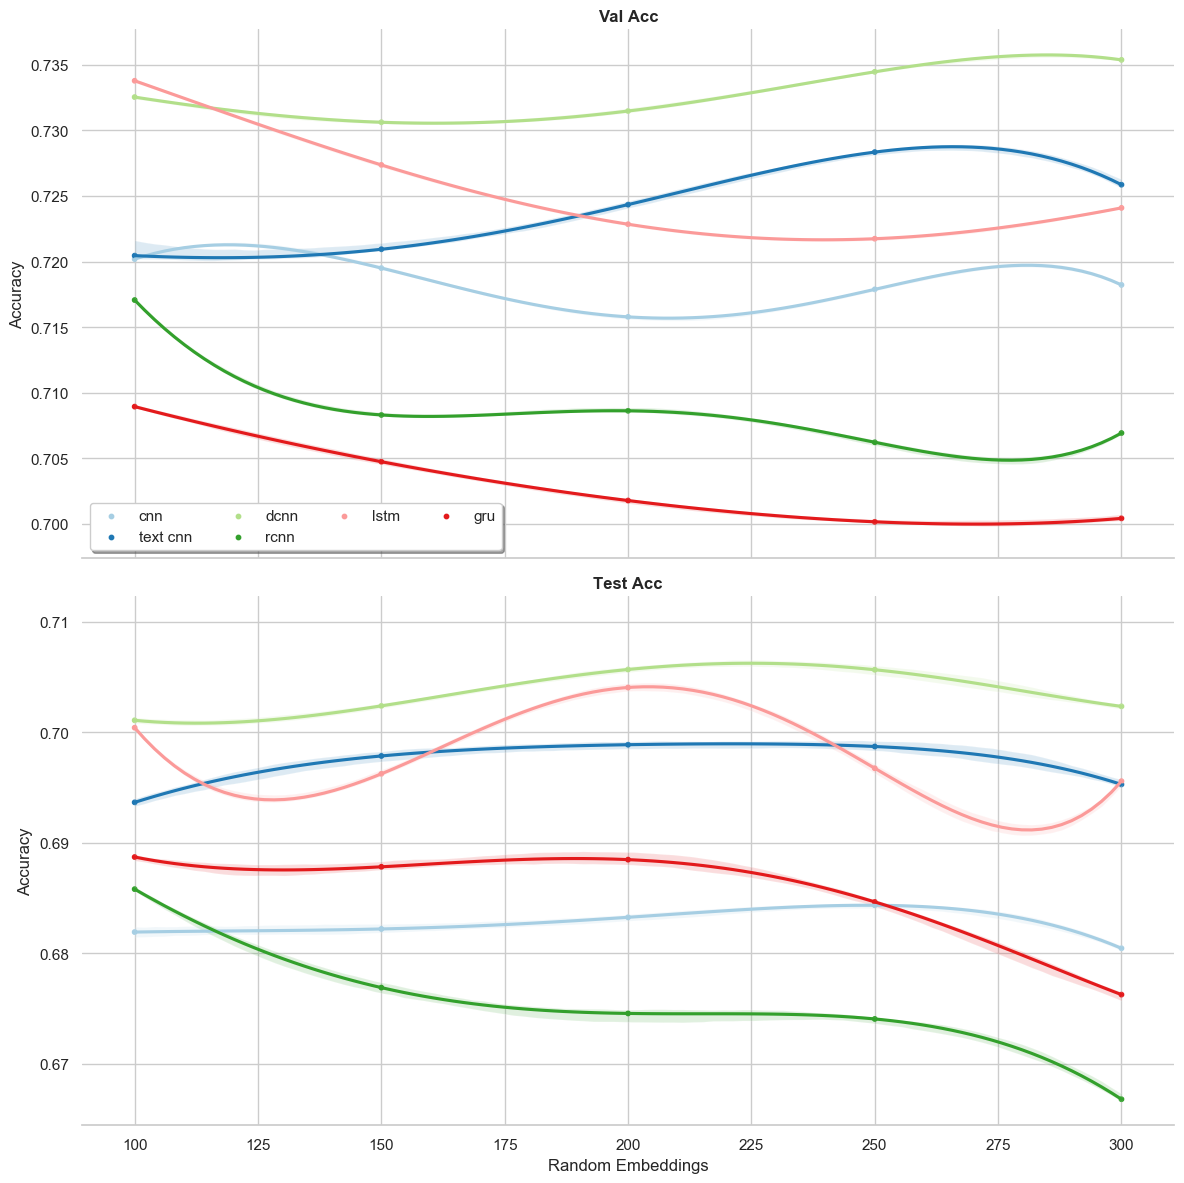 Val Acc
0.735
0.730
0.725
0.720
0.715
0.710
0.705
0.700
Accuracy
cnn dcnn lstm gru
text cnn rcnn
Test Acc
0.71
0.70
0.69
0.68
0.67
Accuracy
100 125 150 175 200 225 250 275 300
Random Embeddings